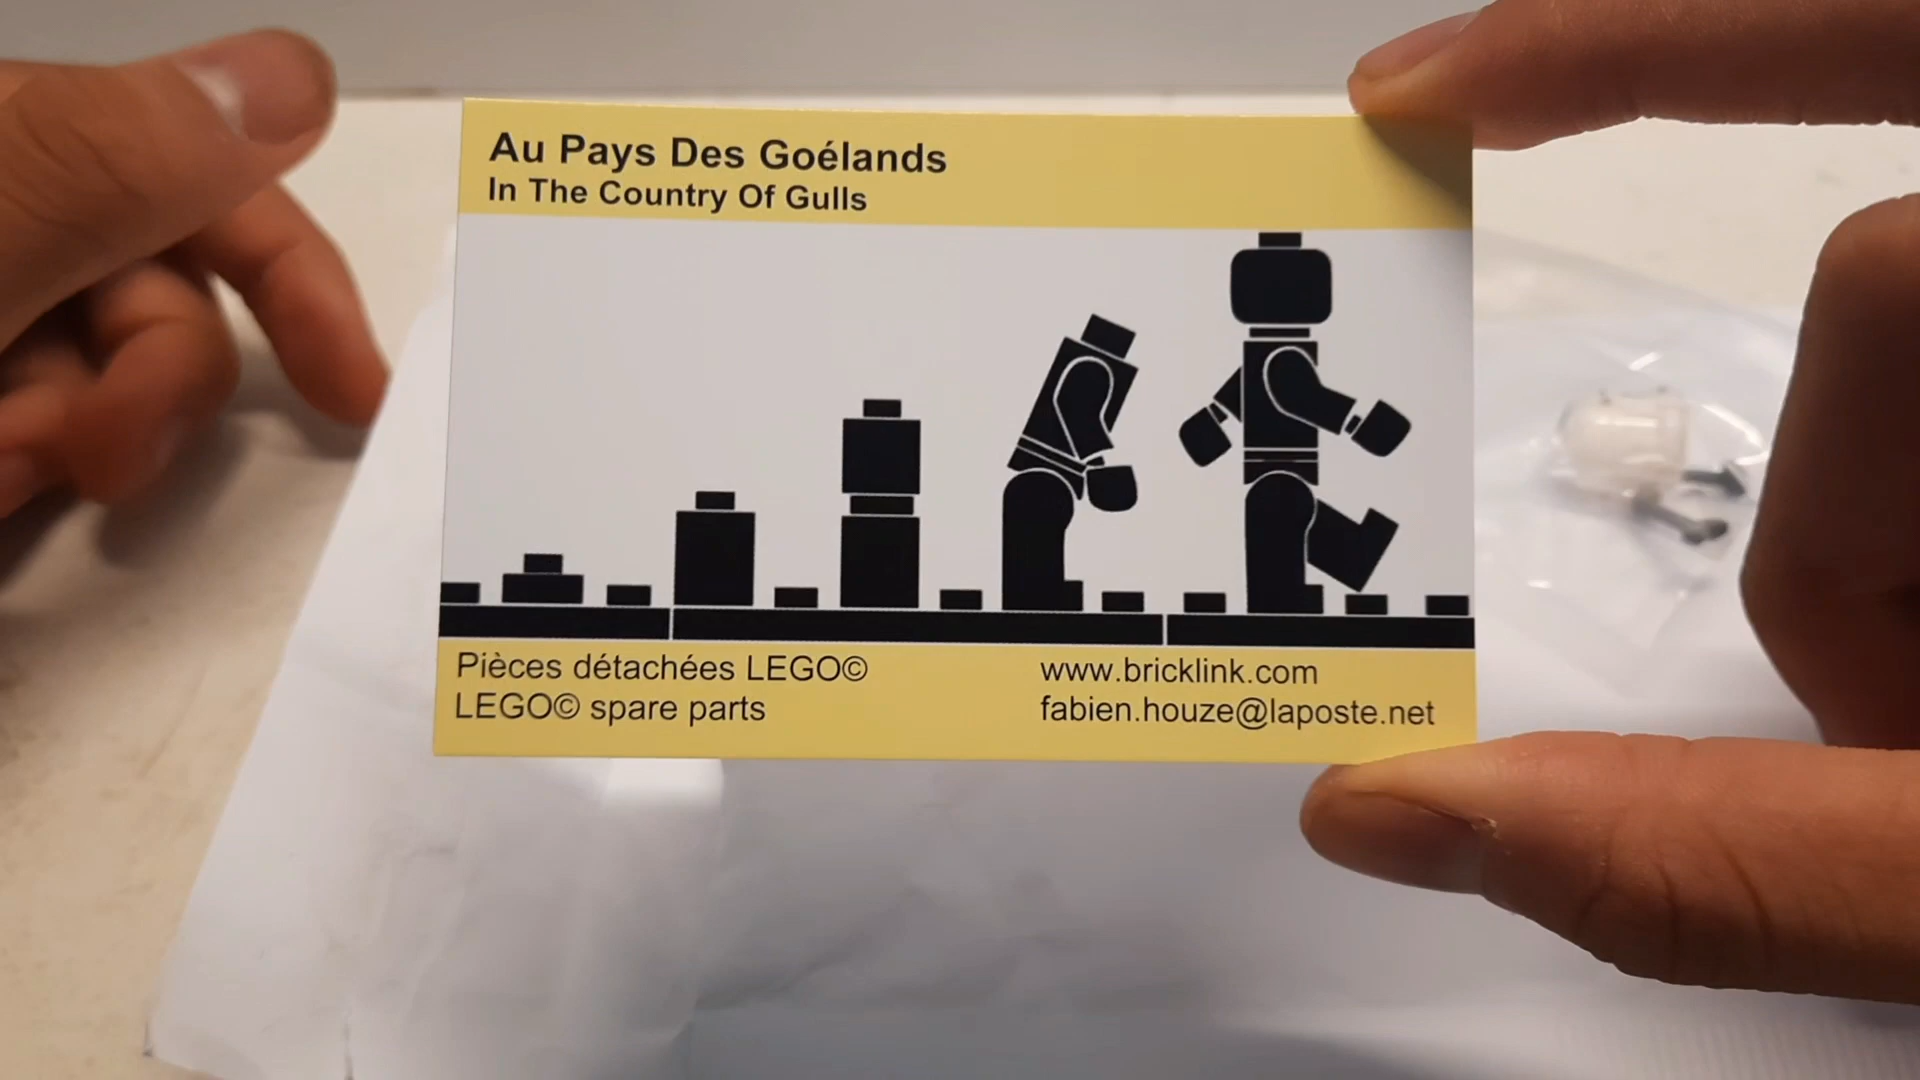 Au Pays Des Goélands
In The Country Of Gulls
Pièces détachées LEGO©
LEGO© spare parts
www.bricklink.com
fabien.houze@laposte.net